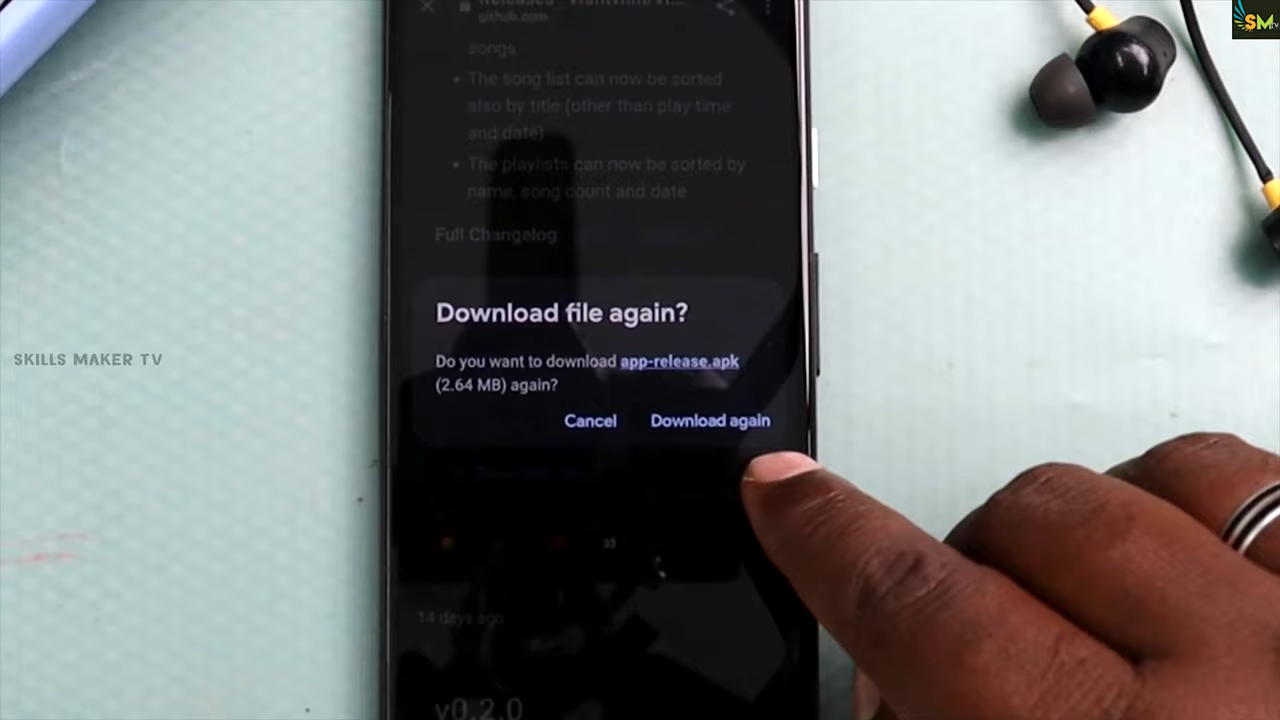 SM TV
github.com
songs
The song list can now be sorted
also by title (other than play time
and date)
The playlists can now be sorted by
name, song count and date
Full Changelog
Download file again?
Do you want to download app-release.apk
(2.64 MB) again?
Cancel Download again
SKILLS MAKER TV
33
14 days ago
v0.2.0